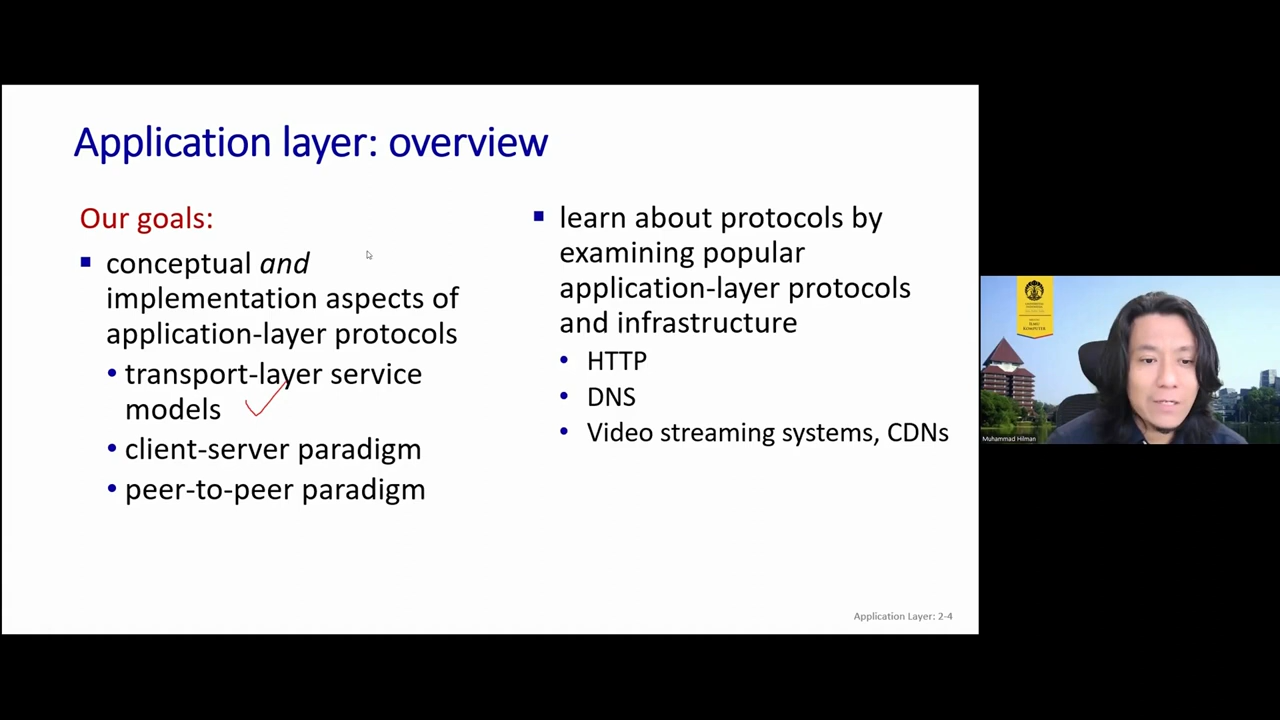 Application layer: overview
Our goals:
conceptual and
implementation aspects of
application-layer protocols
• transport-layer service
models
• client-server paradigm
• peer-to-peer paradigm
learn about protocols by
examining popular
application-layer protocols
and infrastructure
• HTTP
• DNS
• Video streaming systems, CDNs
Application Layer: 2-4
ILMU
KOMPUTER
Muhammad Hilman